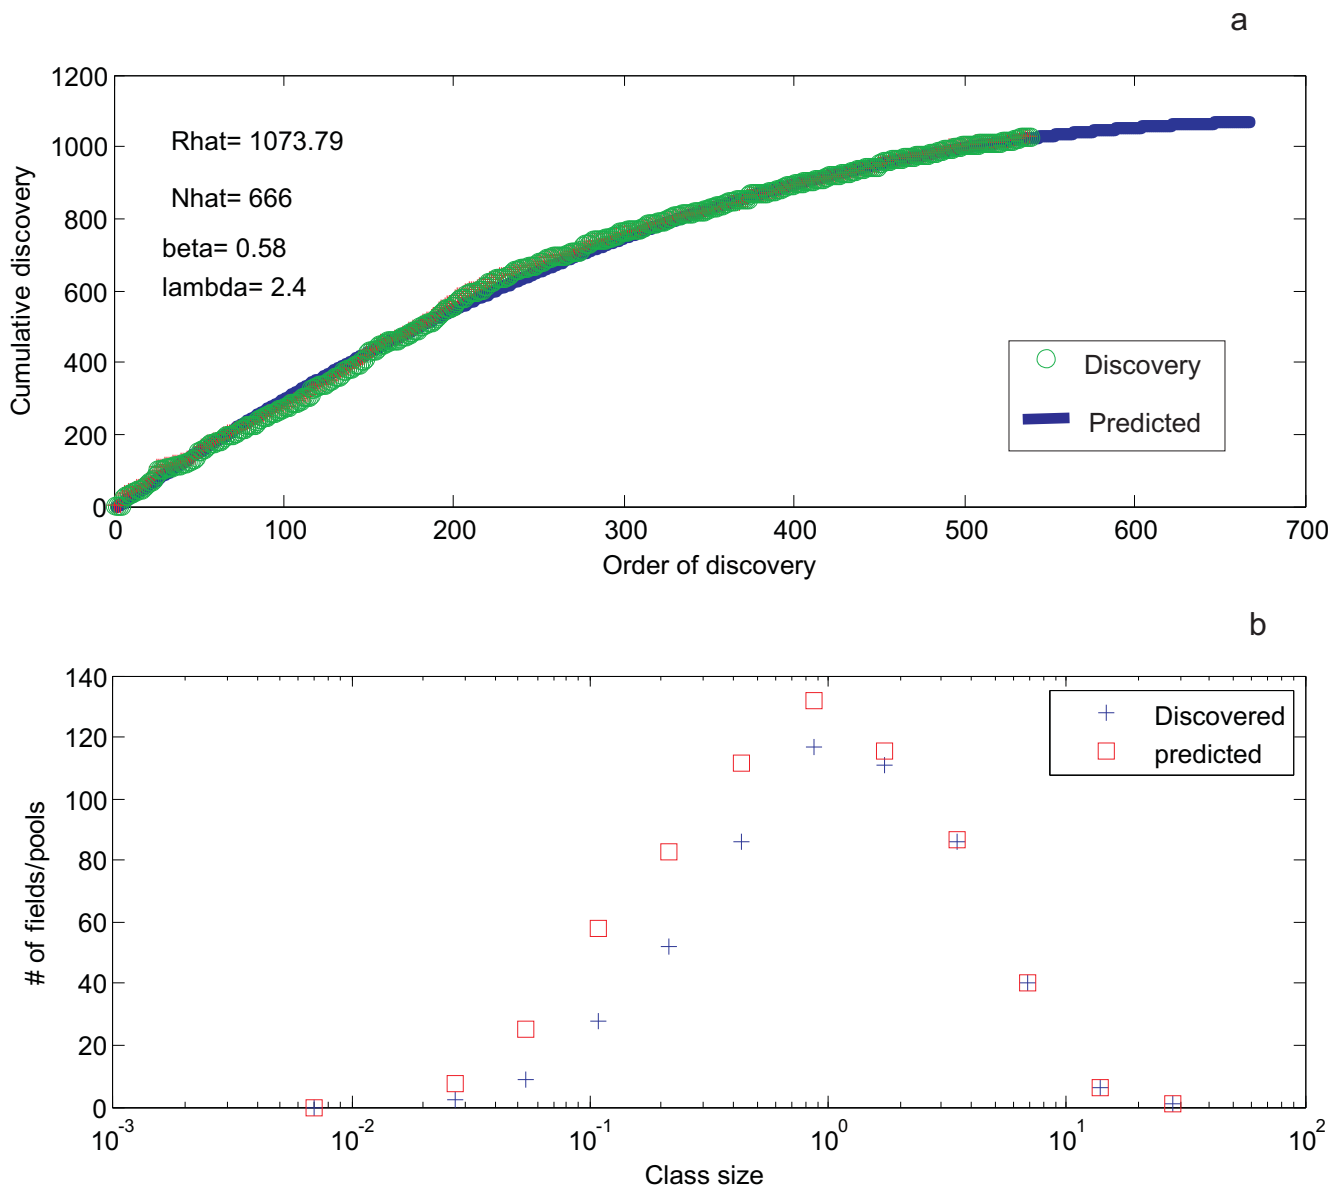 a
1200
1000
800
600
400
200
0
Cumulative discovery
Rhat= 1073.79
Nhat= 666
beta= 0.58
lambda= 2.4
Discovery
Predicted
0 100 200 300 400 500 600 700
Order of discovery
b
140
120
100
80
60
40
20
0
# of fields/pools
Discovered
predicted
10⁻³ 10⁻² 10⁻¹ 10⁰ 10¹ 10²
Class size